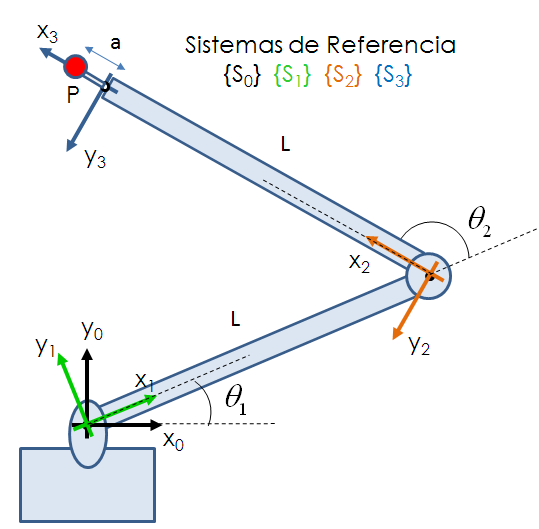 x₃
a
Sistemas de Referencia
{S₀} {S₁} {S₂} {S₃}
P
y₃
L
θ₂
x₂
y₂
L
y₀
y₁
x₁
θ₁
x₀